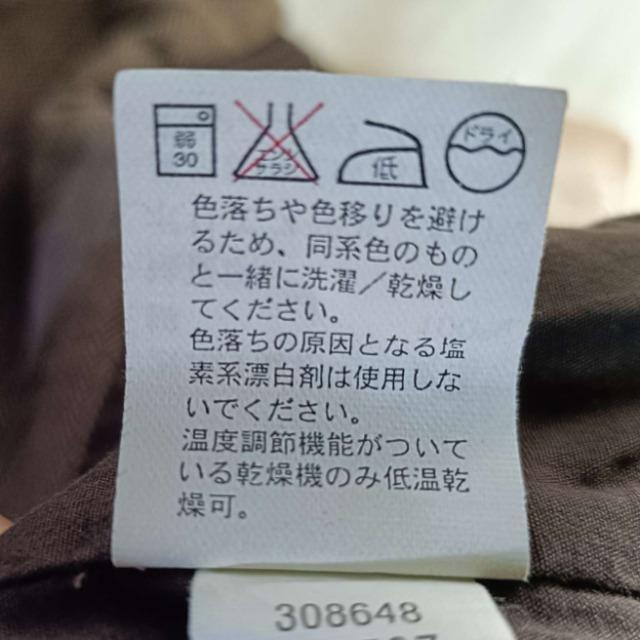 弱 30 エンソ サラシ 低 ドライ
色落ちや色移りを避け
るため、同系色のもの
と一緒に洗濯／乾燥し
てください。
色落ちの原因となる塩
素系漂白剤は使用しな
いでください。
温度調節機能がついて
いる乾燥機のみ低温乾
燥可。
308648